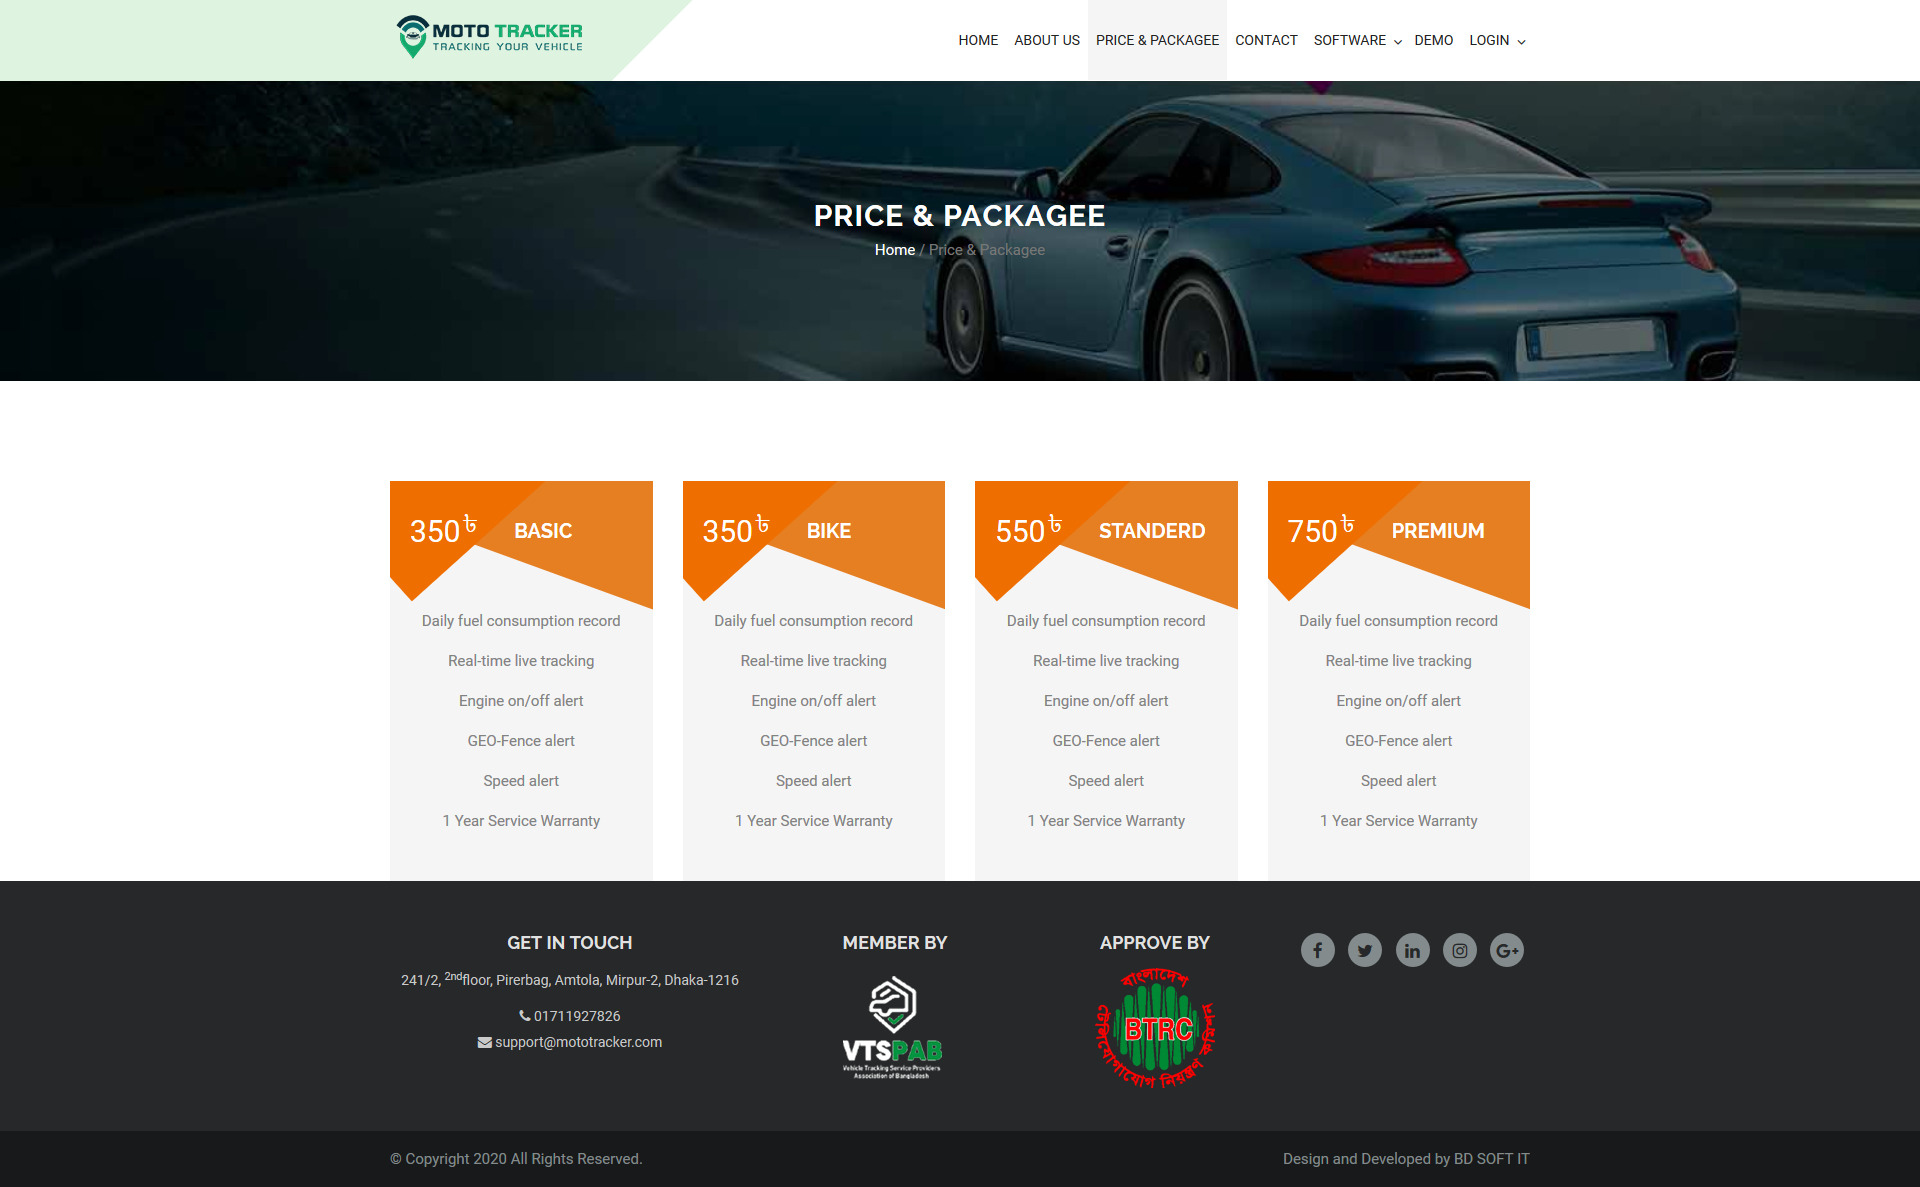 MOTO TRACKER
TRACKING YOUR VEHICLE
HOME ABOUT US PRICE & PACKAGEE CONTACT SOFTWARE DEMO LOGIN
PRICE & PACKAGEE
Home / Price & Packagee
350৳ BASIC
Daily fuel consumption record
Real-time live tracking
Engine on/off alert
GEO-Fence alert
Speed alert
1 Year Service Warranty
350৳ BIKE
Daily fuel consumption record
Real-time live tracking
Engine on/off alert
GEO-Fence alert
Speed alert
1 Year Service Warranty
550৳ STANDERD
Daily fuel consumption record
Real-time live tracking
Engine on/off alert
GEO-Fence alert
Speed alert
1 Year Service Warranty
750৳ PREMIUM
Daily fuel consumption record
Real-time live tracking
Engine on/off alert
GEO-Fence alert
Speed alert
1 Year Service Warranty
GET IN TOUCH
241/2, 2ndfloor, Pirerbag, Amtola, Mirpur-2, Dhaka-1216
01711927826
support@mototracker.com
MEMBER BY
VTSPAB
Vehicle Tracking Service Providers
Association of Bangladesh
APPROVE BY
বাংলাদেশ
BTRC
টেলিযোগাযোগ নিয়ন্ত্রণ কমিশন
f in G+
© Copyright 2020 All Rights Reserved.
Design and Developed by BD SOFT IT